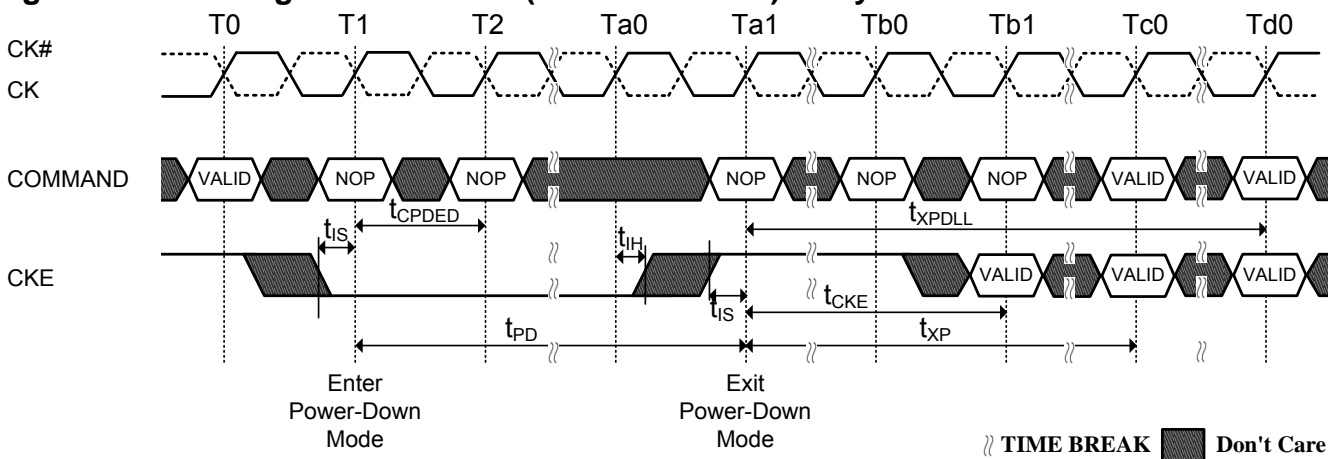 T0 T1 T2 Ta0 Ta1 Tb0 Tb1 Tc0 Td0
CK#
CK
COMMAND VALID NOP NOP NOP NOP NOP VALID VALID
tCPDED tXPDLL
tIS tIH
CKE VALID VALID VALID
tIS tCKE
tPD tXP
Enter
Power-Down
Mode
Exit
Power-Down
Mode
TIME BREAK Don't Care